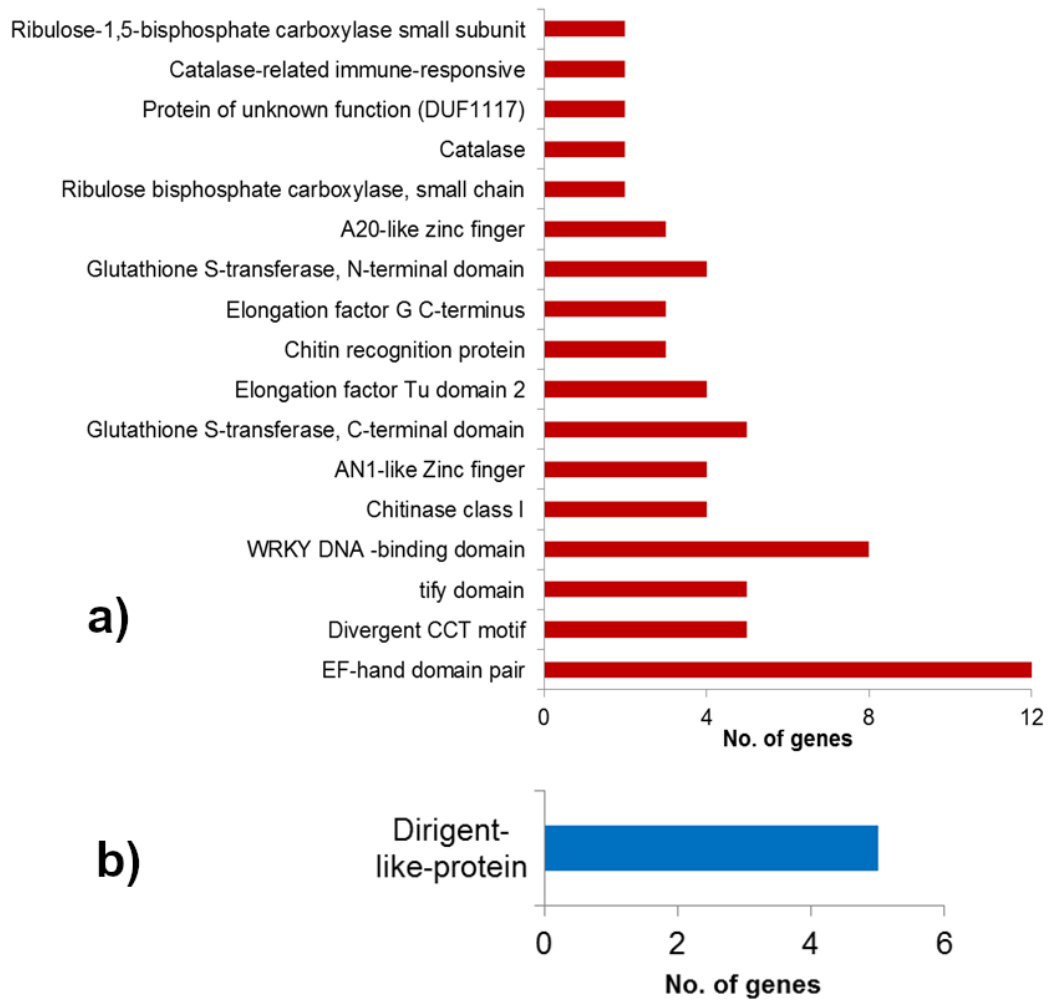 Ribulose-1,5-bisphosphate carboxylase small subunit
Catalase-related immune-responsive
Protein of unknown function (DUF1117)
Catalase
Ribulose bisphosphate carboxylase, small chain
A20-like zinc finger
Glutathione S-transferase, N-terminal domain
Elongation factor G C-terminus
Chitin recognition protein
Elongation factor Tu domain 2
Glutathione S-transferase, C-terminal domain
AN1-like Zinc finger
Chitinase class I
WRKY DNA -binding domain
tify domain
a)
Divergent CCT motif
EF-hand domain pair
0 4 8 12
No. of genes
b)
Dirigent-
like-protein
0 2 4 6
No. of genes